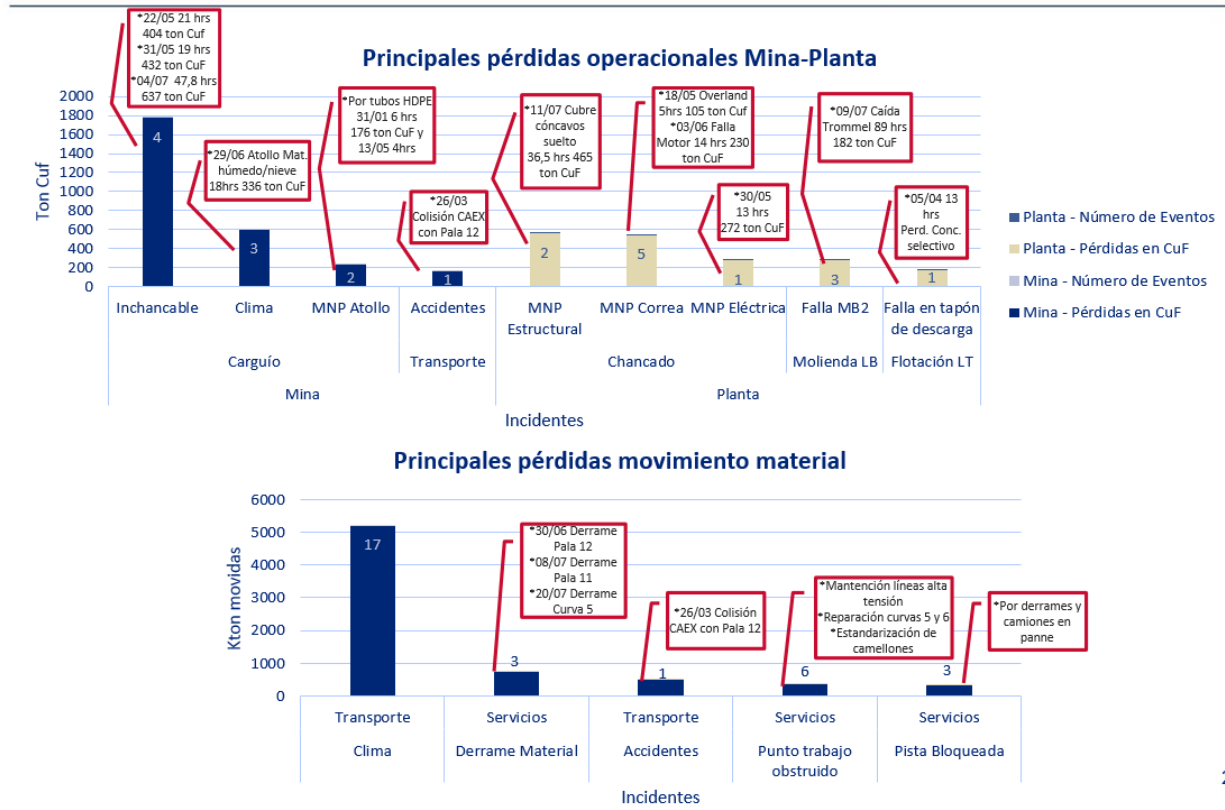 Principales pérdidas operacionales Mina-Planta
*22/05 21 hrs
404 ton Cuf
*31/05 19 hrs
432 ton CuF
*04/07 47,8 hrs
637 ton CuF
*29/06 Atollo Mat.
húmedo/nieve
18hrs 336 ton CuF
*Por tubos HDPE
31/01 6 hrs
176 ton CuF y
13/05 4hrs
*26/03
Colisión CAEX
con Pala 12
*11/07 Cubre
cóncavos
suelto
36,5 hrs 465
ton CuF
*18/05 Overland
5hrs 105 ton Cuf
*03/06 Falla
Motor 14 hrs 230
ton CuF
*30/05
13 hrs
272 ton CuF
*09/07 Caída
Trommel 89 hrs
182 ton CuF
*05/04 13
hrs
Perd. Conc.
selectivo
Ton Cuf
2000
1800
1600
1400
1200
1000
800
600
400
200
0
4
3
2
1
2
5
1
3
1
Inchancable
Clima
MNP Atollo
Accidentes
MNP
Estructural
MNP Correa
MNP Eléctrica
Falla MB2
Falla en tapón
de descarga
Carguío
Transporte
Chancado
Molienda LB
Flotación LT
Mina
Planta
Incidentes
Planta - Número de Eventos
Planta - Pérdidas en CuF
Mina - Número de Eventos
Mina - Pérdidas en CuF
Principales pérdidas movimiento material
Kton movidas
6000
5000
4000
3000
2000
1000
0
17
3
1
6
3
*30/06 Derrame
Pala 12
*08/07 Derrame
Pala 11
*20/07 Derrame
Curva 5
*26/03 Colisión
CAEX con Pala 12
*Mantención líneas alta
tensión
*Reparación curvas 5 y 6
*Estandarización de
camellones
*Por derrames y
camiones en
panne
Transporte
Servicios
Transporte
Servicios
Servicios
Clima
Derrame Material
Accidentes
Punto trabajo
obstruido
Pista Bloqueada
Incidentes
2